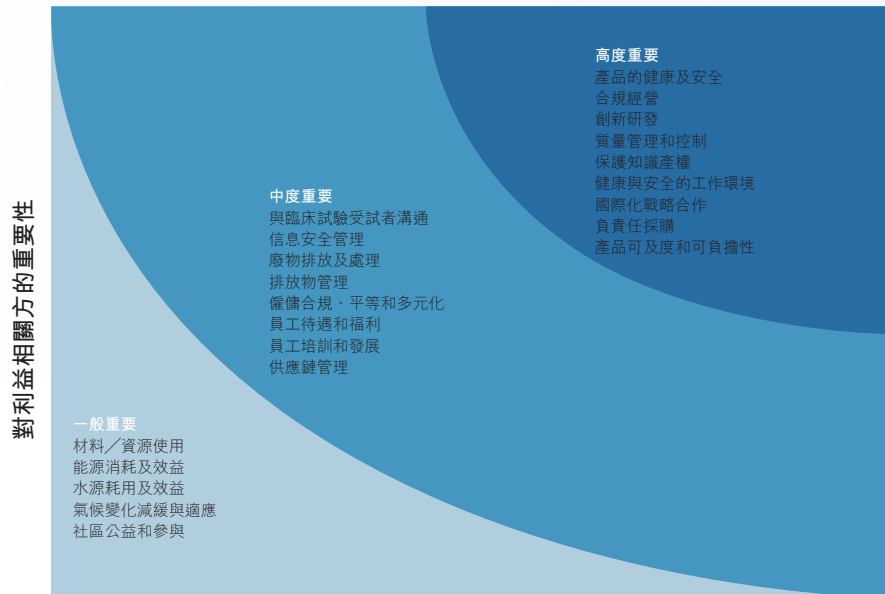 高度重要
產品的健康及安全
合規經營
創新研發
質量管理和控制
保護知識產權
健康與安全的工作環境
國際化戰略合作
負責任採購
產品可及度和可負擔性
中度重要
與臨床試驗受試者溝通
信息安全管理
廢物排放及處理
排放物管理
僱傭合規、平等和多元化
員工待遇和福利
員工培訓和發展
供應鏈管理
一般重要
材料／資源使用
能源消耗及效益
水源耗用及效益
氣候變化減緩與適應
社區公益和參與
對利益相關方的重要性